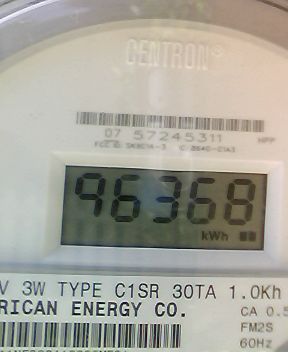 CENTRON®
07 57245311
96368
kWh
V 3W TYPE C1SR 30TA 1.0Kh
RICAN ENERGY CO.
CA 0.5
FM2S
60Hz